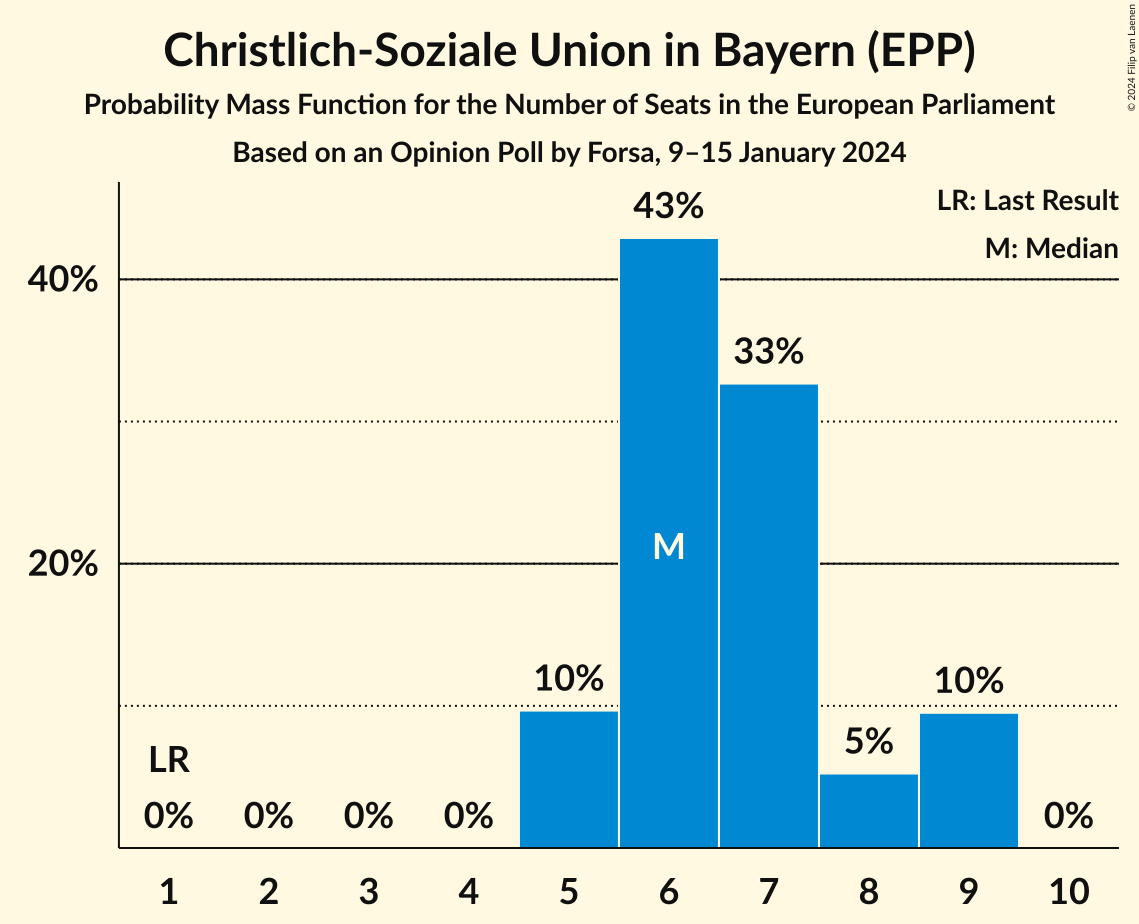 Christlich-Soziale Union in Bayern (EPP)
Probability Mass Function for the Number of Seats in the European Parliament
Based on an Opinion Poll by Forsa, 9–15 January 2024
© 2024 Filip van Laenen
LR: Last Result
M: Median
43%
40%
33%
20%
M
10%
10%
5%
LR
0%
0%
0%
0%
0%
1
2
3
4
5
6
7
8
9
10